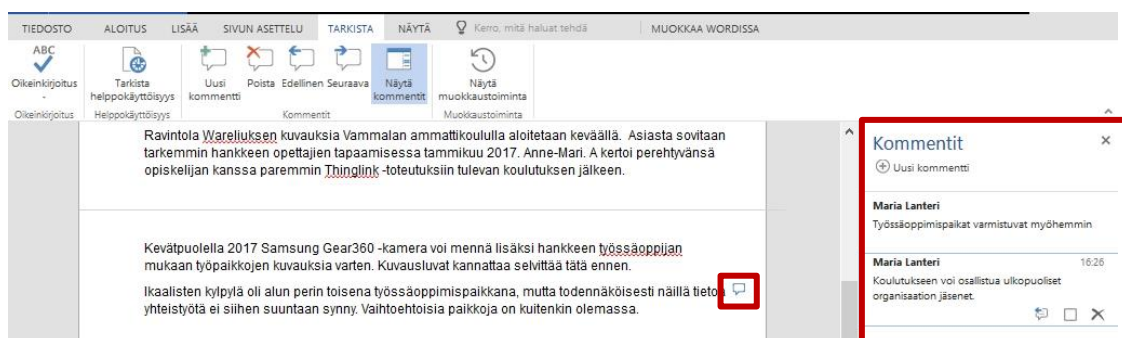 TIEDOSTO ALOITUS LISÄÄ SIVUN ASETTELU TARKISTA NÄYTÄ Kerro, mitä haluat tehdä MUOKKAA WORDISSA
ABC
Oikeinkirjoitus Tarkista helppokäyttöisyys Uusi kommentti Poista Edellinen Seuraava Näytä kommentit Näytä muokkaustoiminta
Oikeinkirjoitus Helppokäyttöisyys Kommentit Muokkaustoiminta
Ravintola Wareliuksen kuvauksia Vammalan ammattikoululla aloitetaan keväällä. Asiasta sovitaan
tarkemmin hankkeen opettajien tapaamisessa tammikuu 2017. Anne-Mari. A kertoi perehtyvänsä
opiskelijan kanssa paremmin Thinglink -toteutuksiin tulevan koulutuksen jälkeen.
Kevätpuolella 2017 Samsung Gear360 -kamera voi mennä lisäksi hankkeen työssäoppijan
mukaan työpaikkojen kuvauksia varten. Kuvausluvat kannattaa selvittää tätä ennen.
Ikaalisten kylpylä oli alun perin toisena työssäoppimispaikkana, mutta todennäköisesti näillä tietoa
yhteistyötä ei siihen suuntaan synny. Vaihtoehtoisia paikkoja on kuitenkin olemassa.
Kommentit
Uusi kommentti
Maria Lanteri
Työssäoppimispaikat varmistuvat myöhemmin
Maria Lanteri 16:26
Koulutukseen voi osallistua ulkopuoliset
organisaation jäsenet.